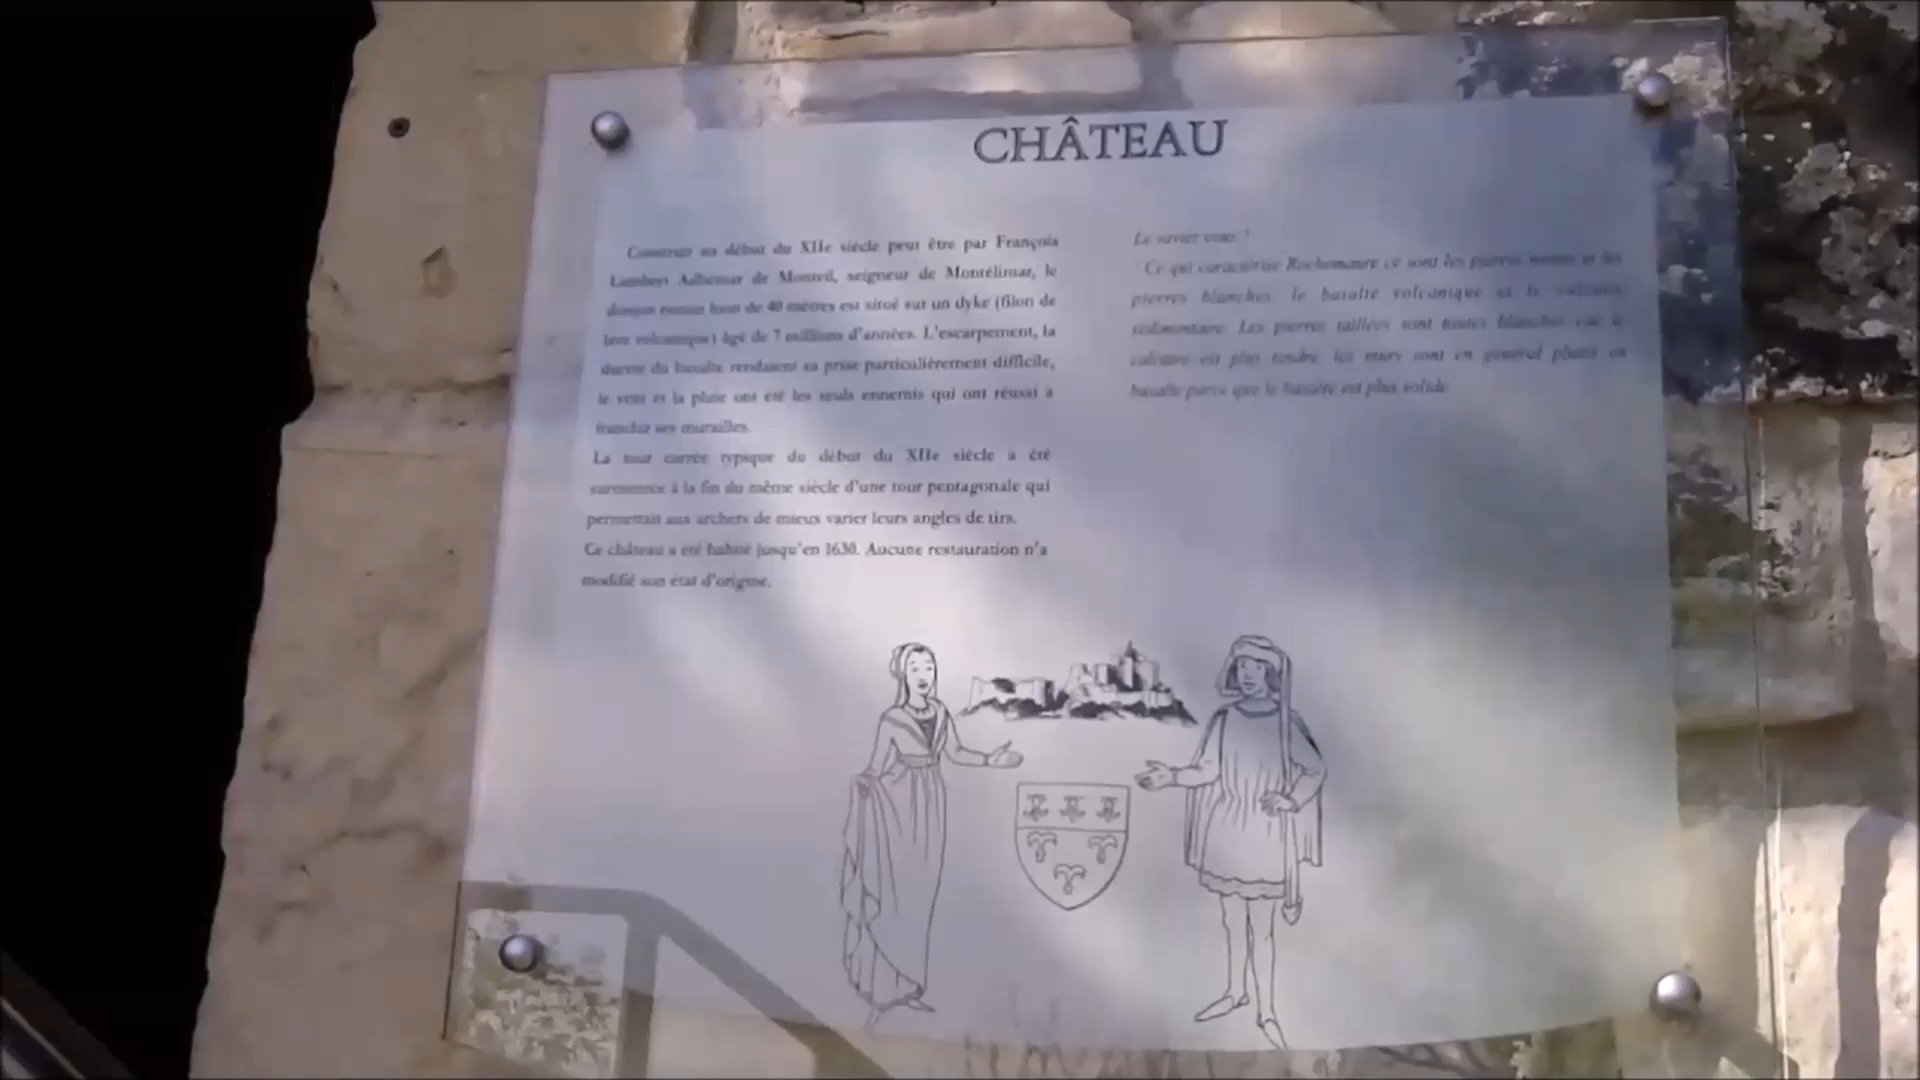 CHÂTEAU
Construit au début du XIIe siècle peut être par François
Lambert Adhemar de Monteil, seigneur de Montélimar, le
donjon roman haut de 40 mètres est situé sur un dyke (filon de
lave volcanique) âgé de 7 millions d'années. L'escarpement, la
dureté du basalte rendaient sa prise particulièrement difficile,
le vent et la pluie ont été les seuls ennemis qui ont réussi à
franchir ses murailles.
La tour carrée typique du début du XIIe siècle a été
surmontée à la fin du même siècle d'une tour pentagonale qui
permettait aux archers de mieux varier leurs angles de tirs.
Ce château a été habité jusqu'en 1630. Aucune restauration n'a
modifié son état d'origine.
Le saviez vous ?
Ce qui caractérise Rochemaure ce sont les pierres noires et les
pierres blanches, le basalte volcanique et le calcaire
sédimentaire. Les pierres taillées sont toutes blanches car le
calcaire est plus tendre, les murs sont en général plutôt en
basalte parce que le basalte est plus solide.